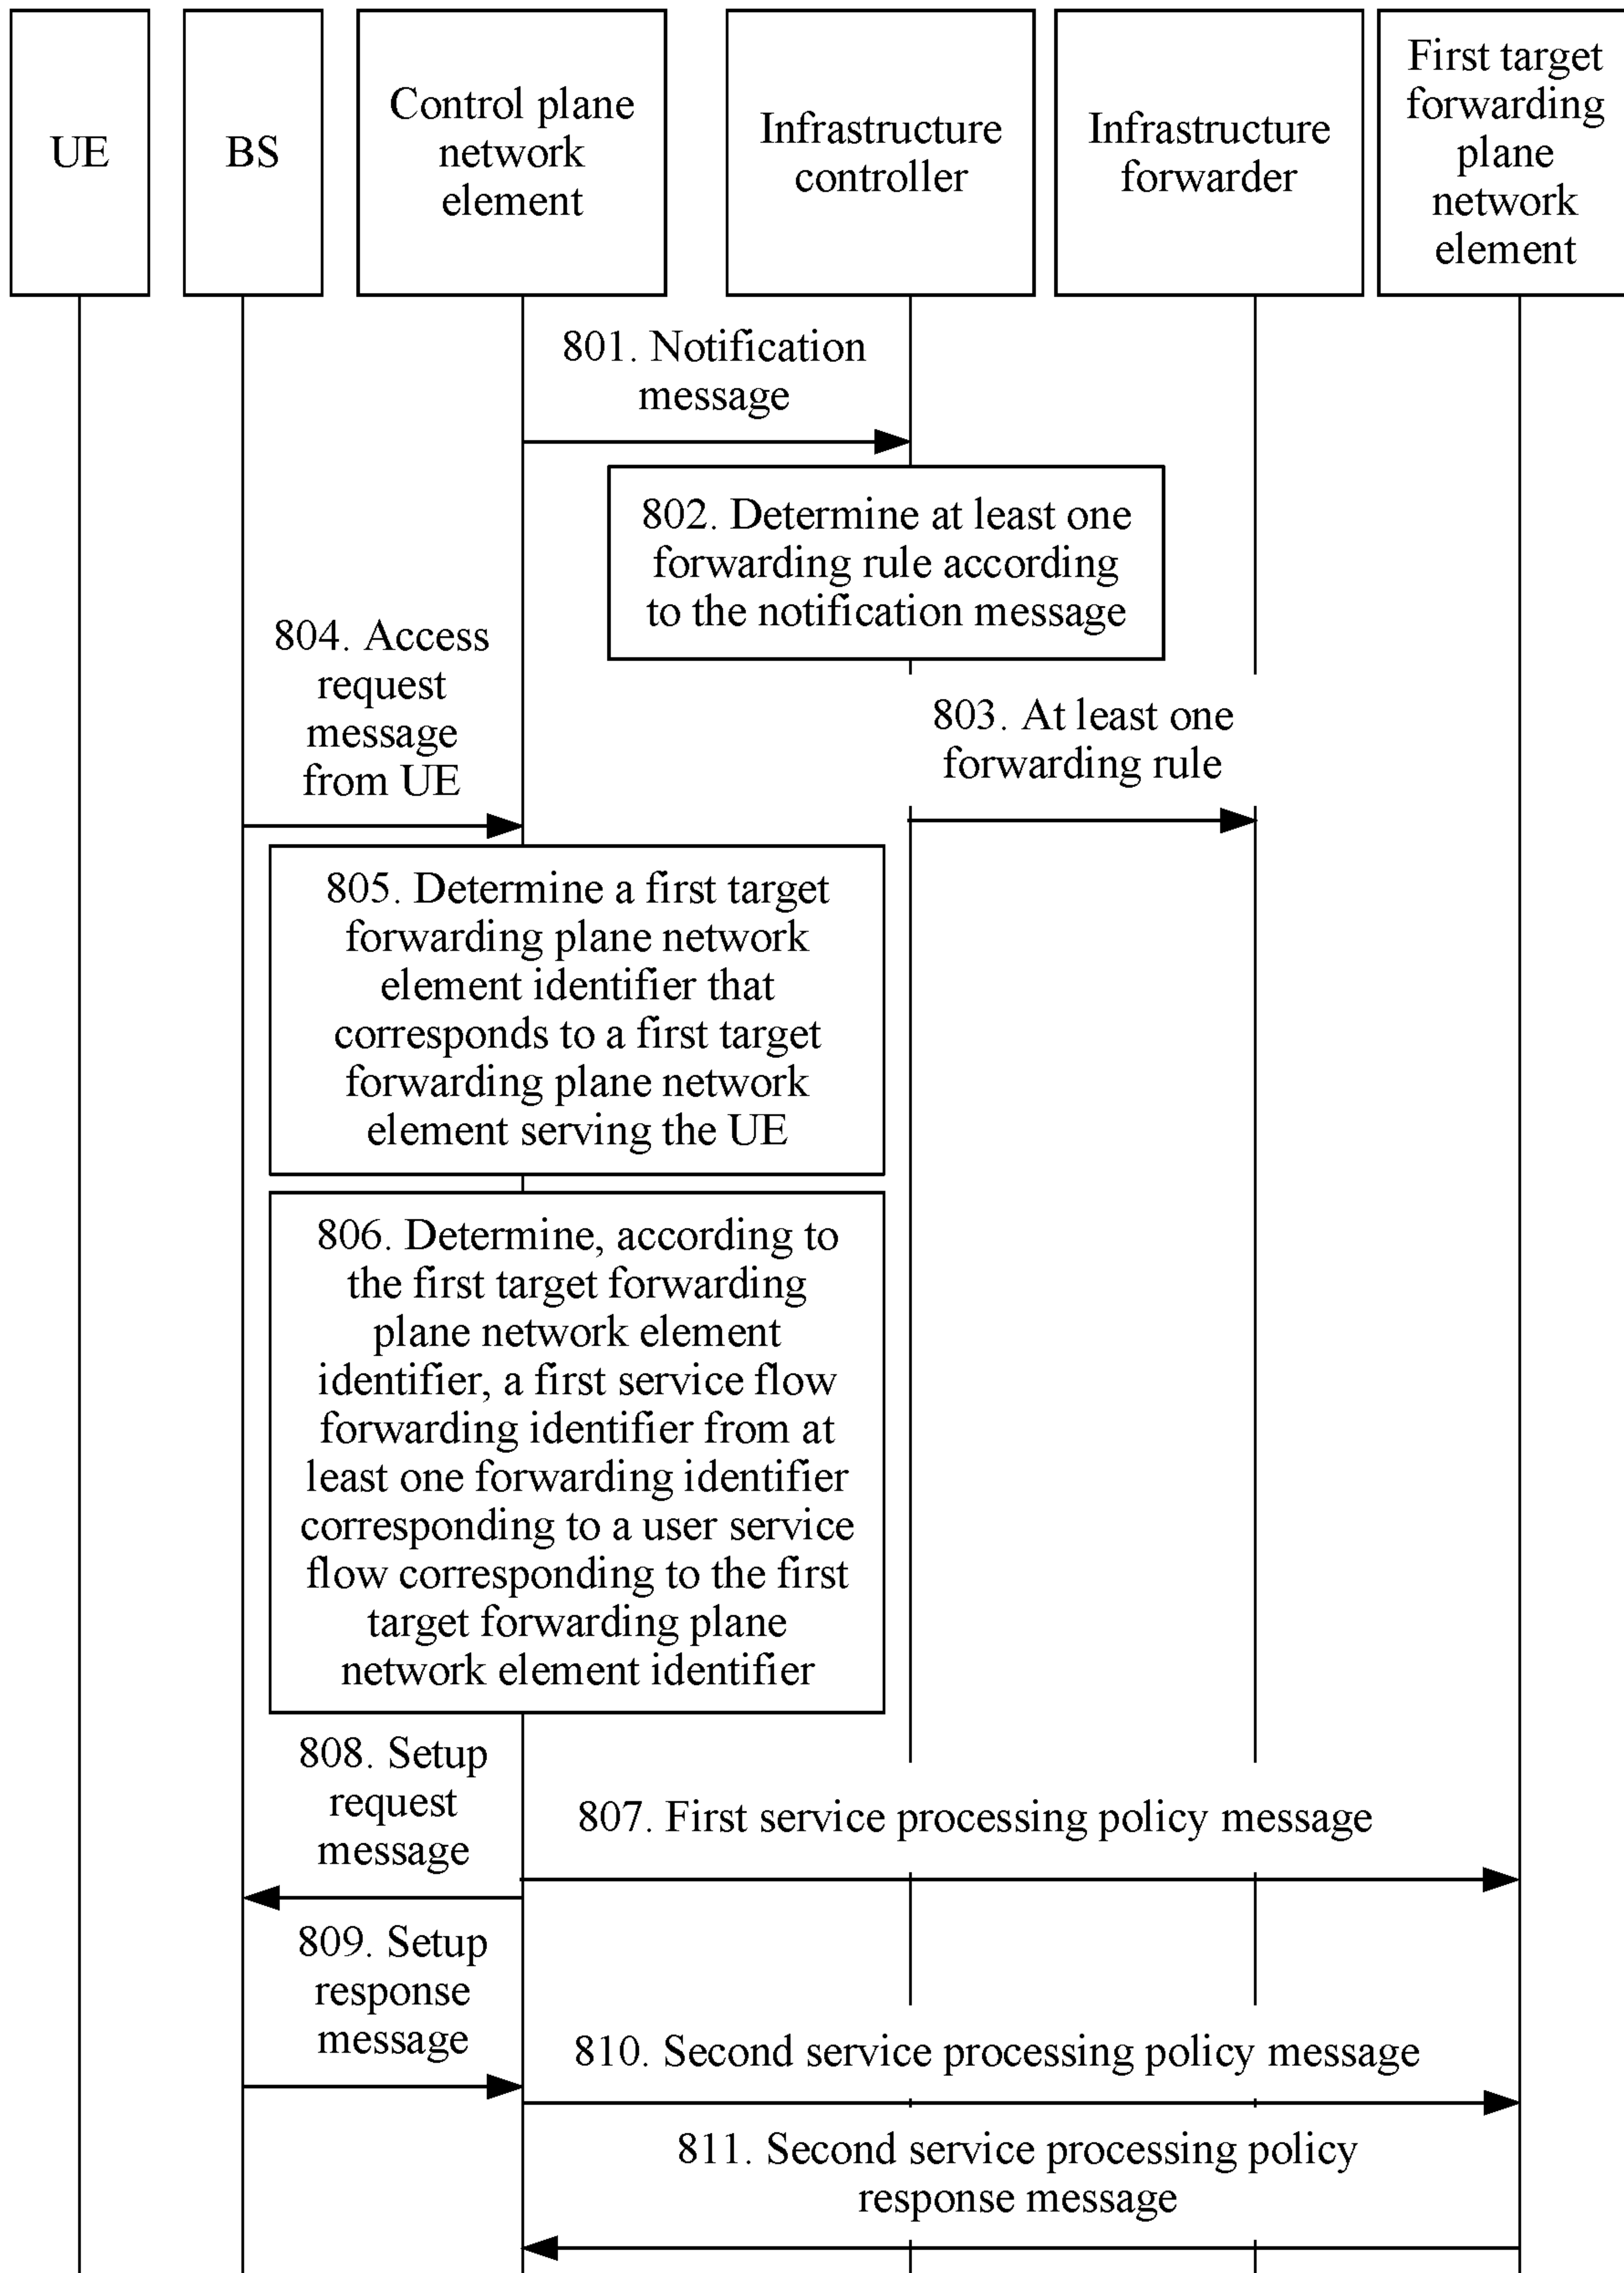 UE
BS
Control plane
network
element
Infrastructure
controller
Infrastructure
forwarder
First target
forwarding
plane
network
element
801. Notification
message
802. Determine at least one
forwarding rule according
to the notification message
804. Access
request
message
from UE
803. At least one
forwarding rule
805. Determine a first target
forwarding plane network
element identifier that
corresponds to a first target
forwarding plane network
element serving the UE
806. Determine, according to
the first target forwarding
plane network element
identifier, a first service flow
forwarding identifier from at
least one forwarding identifier
corresponding to a user service
flow corresponding to the first
target forwarding plane
network element identifier
808. Setup
request
message
807. First service processing policy message
809. Setup
response
message
810. Second service processing policy message
811. Second service processing policy
response message